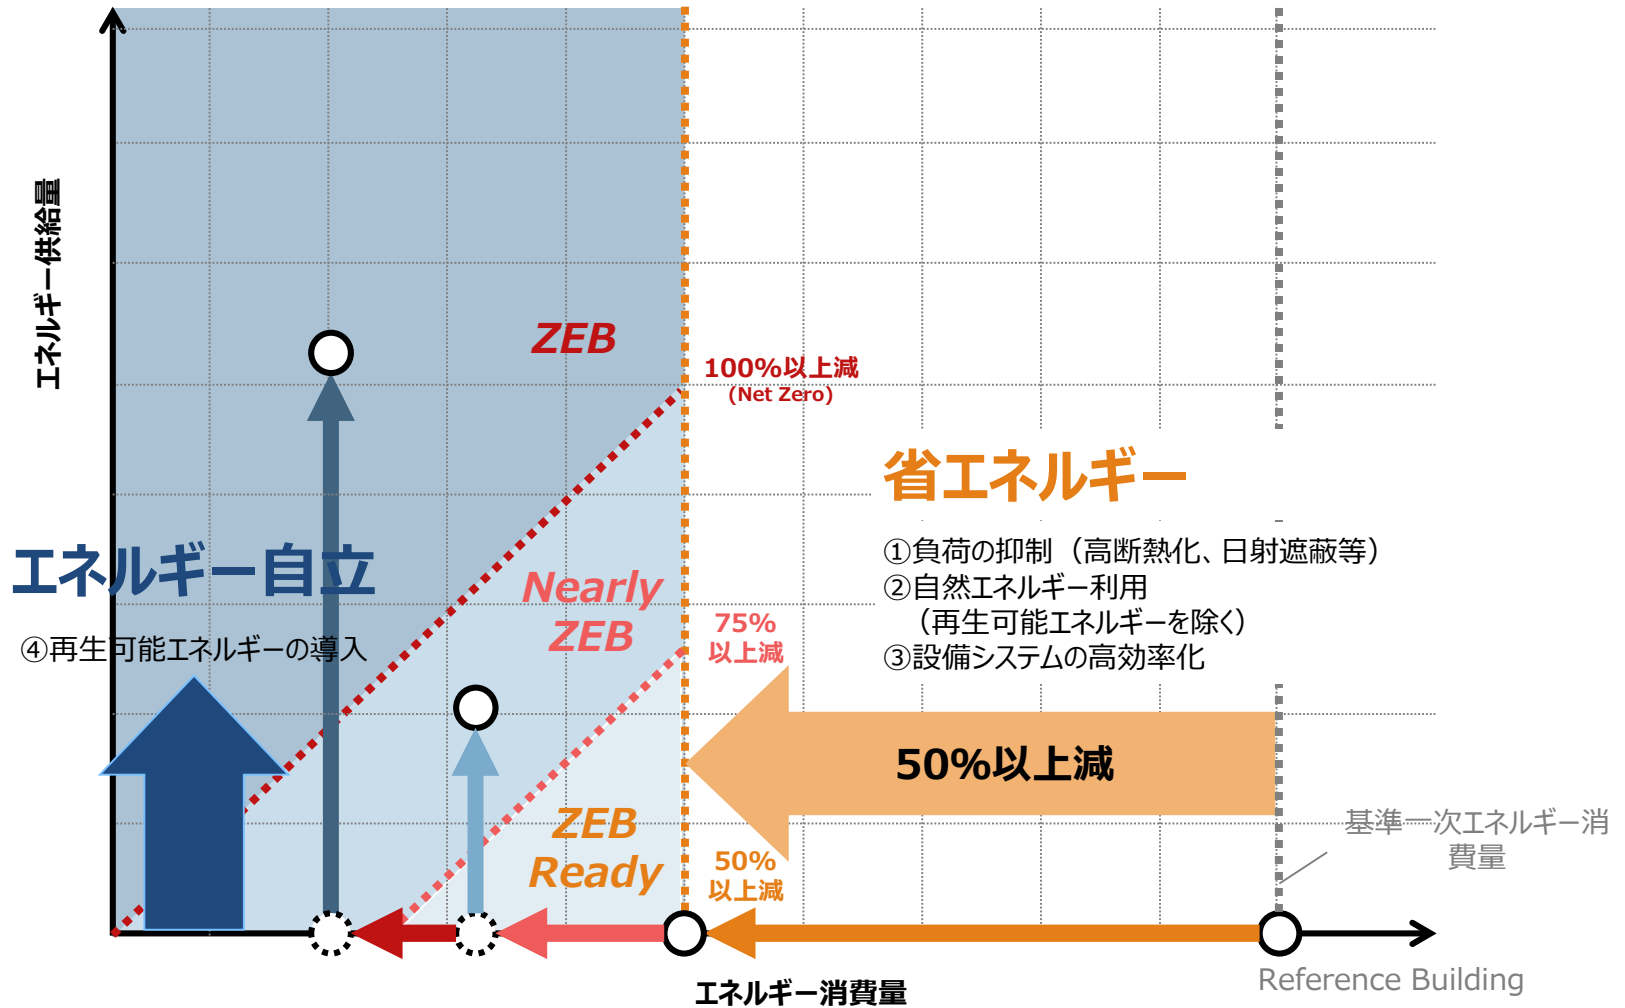 エネルギー供給量
ZEB
100%以上減
(Net Zero)
省エネルギー
①負荷の抑制（高断熱化、日射遮蔽等）
②自然エネルギー利用
（再生可能エネルギーを除く）
③設備システムの高効率化
エネルギー自立
④再生可能エネルギーの導入
Nearly
ZEB
75%
以上減
50%以上減
ZEB
Ready
50%
以上減
基準一次エネルギー消
費量
Reference Building
エネルギー消費量